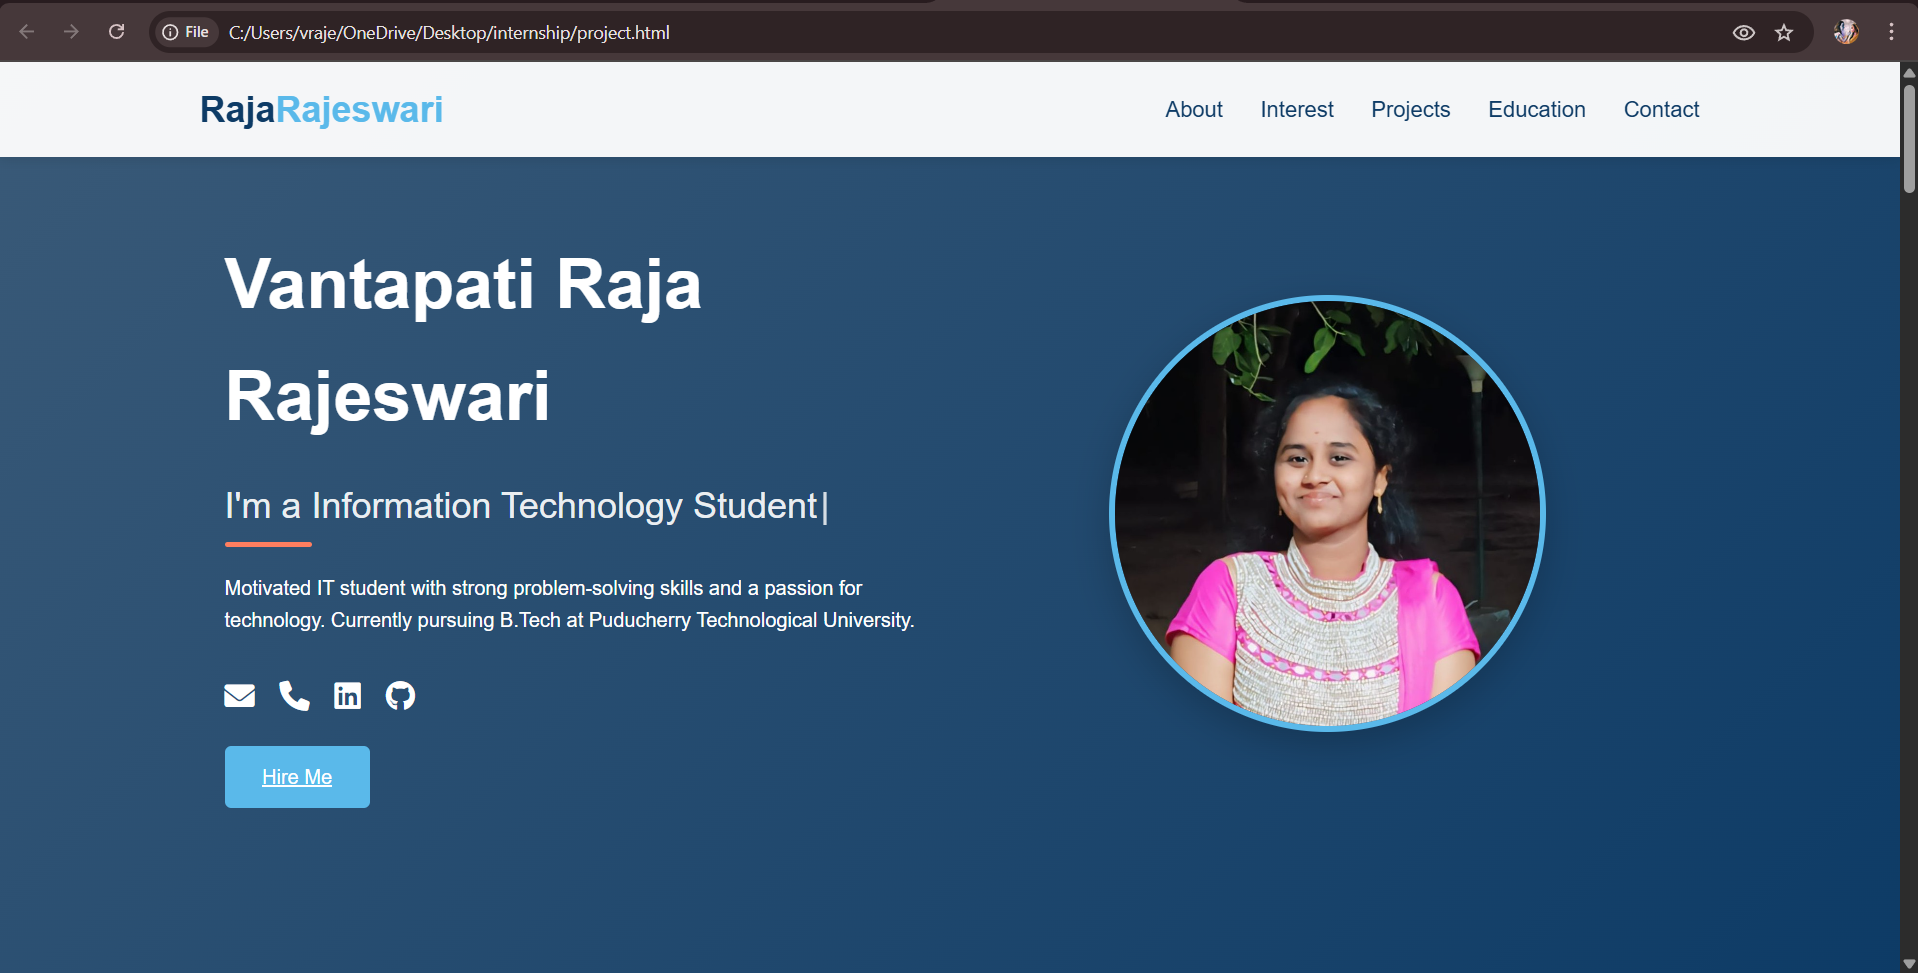 File C:/Users/vraje/OneDrive/Desktop/internship/project.html
RajaRajeswari
About Interest Projects Education Contact
Vantapati Raja
Rajeswari
I'm a Information Technology Student|
Motivated IT student with strong problem-solving skills and a passion for
technology. Currently pursuing B.Tech at Puducherry Technological University.
in
Hire Me